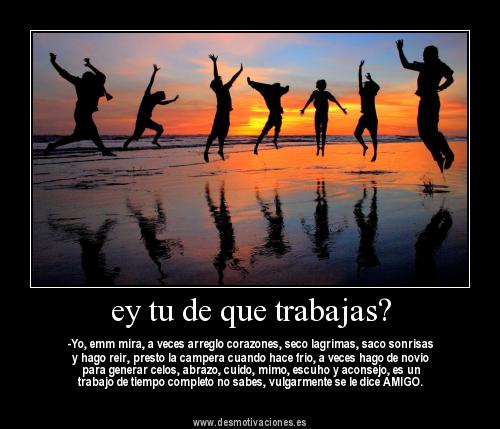 ey tu de que trabajas?
-Yo, emm mira, a veces arreglo corazones, seco lagrimas, saco sonrisas
y hago reir, presto la campera cuando hace frio, a veces hago de novio
para generar celos, abrazo, cuido, mimo, escuho y aconsejo, es un
trabajo de tiempo completo no sabes, vulgarmente se le dice AMIGO.
www.desmotivaciones.es